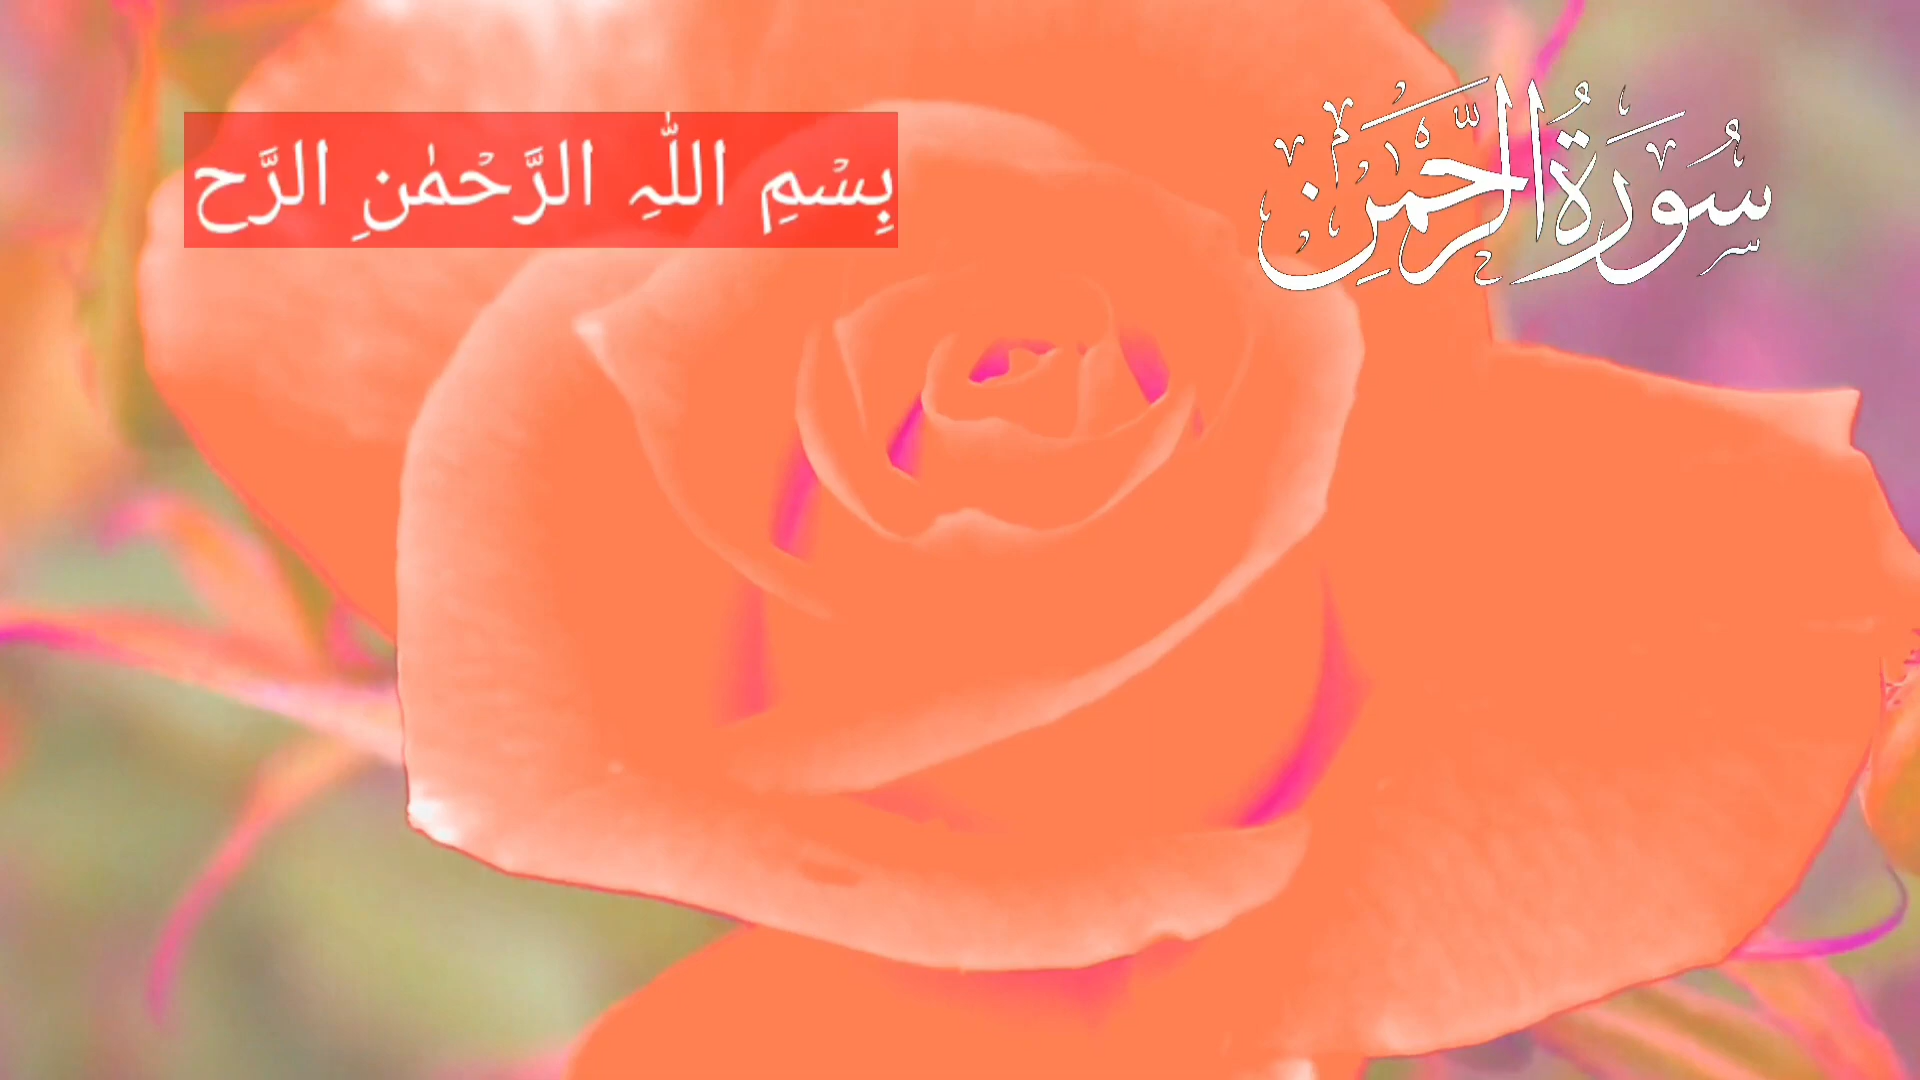 سُورَةُ الرَّحْمٰنِ
بِسْمِ اللّٰہِ الرَّحْمٰنِ الرَّح